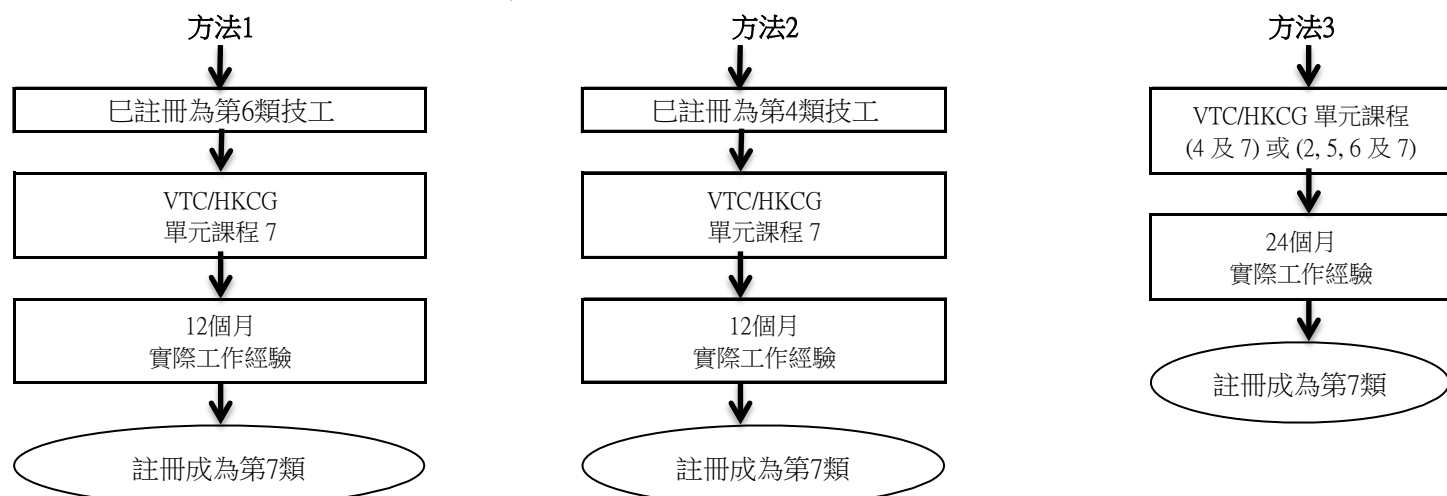 方法1
巳註冊為第6類技工
VTC/HKCG
單元課程 7
12個月
實際工作經驗
註冊成為第7類
方法2
巳註冊為第4類技工
VTC/HKCG
單元課程 7
12個月
實際工作經驗
註冊成為第7類
方法3
VTC/HKCG 單元課程
(4 及 7) 或 (2, 5, 6 及 7)
24個月
實際工作經驗
註冊成為第7類